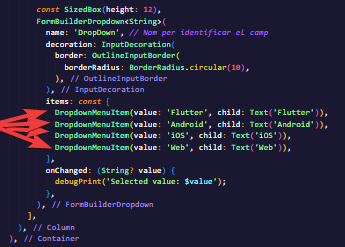 const SizedBox(height: 12),
FormBuilderDropdown<String>(
name: 'DropDown', // Nom per identificar el camp
decoration: InputDecoration(
border: OutlineInputBorder(
borderRadius: BorderRadius.circular(10),
), // OutlineInputBorder
), // InputDecoration
items: const [
DropdownMenuItem(value: 'Flutter', child: Text('Flutter')),
DropdownMenuItem(value: 'Android', child: Text('Android')),
DropdownMenuItem(value: 'iOS', child: Text('iOS')),
DropdownMenuItem(value: 'Web', child: Text('Web')),
],
onChanged: (String? value) {
debugPrint('Selected value: $value');
},
), // FormBuilderDropdown
],
), // Column
), // Container